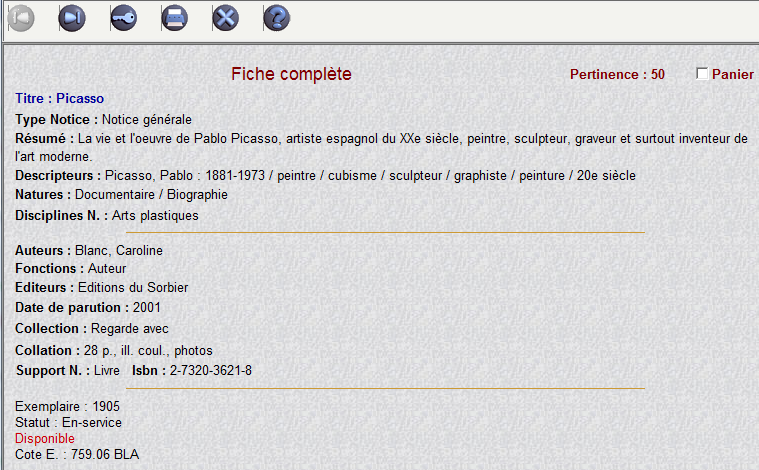 Fiche complète Pertinence : 50 Panier
Titre : Picasso
Type Notice : Notice générale
Résumé : La vie et l'oeuvre de Pablo Picasso, artiste espagnol du XXe siècle, peintre, sculpteur, graveur et surtout inventeur de
l'art moderne.
Descripteurs : Picasso, Pablo : 1881-1973 / peintre / cubisme / sculpteur / graphiste / peinture / 20e siècle
Natures : Documentaire / Biographie
Disciplines N. : Arts plastiques
Auteurs : Blanc, Caroline
Fonctions : Auteur
Editeurs : Editions du Sorbier
Date de parution : 2001
Collection : Regarde avec
Collation : 28 p., ill. coul., photos
Support N. : Livre Isbn : 2-7320-3621-8
Exemplaire : 1905
Statut : En-service
Disponible
Cote E. : 759.06 BLA